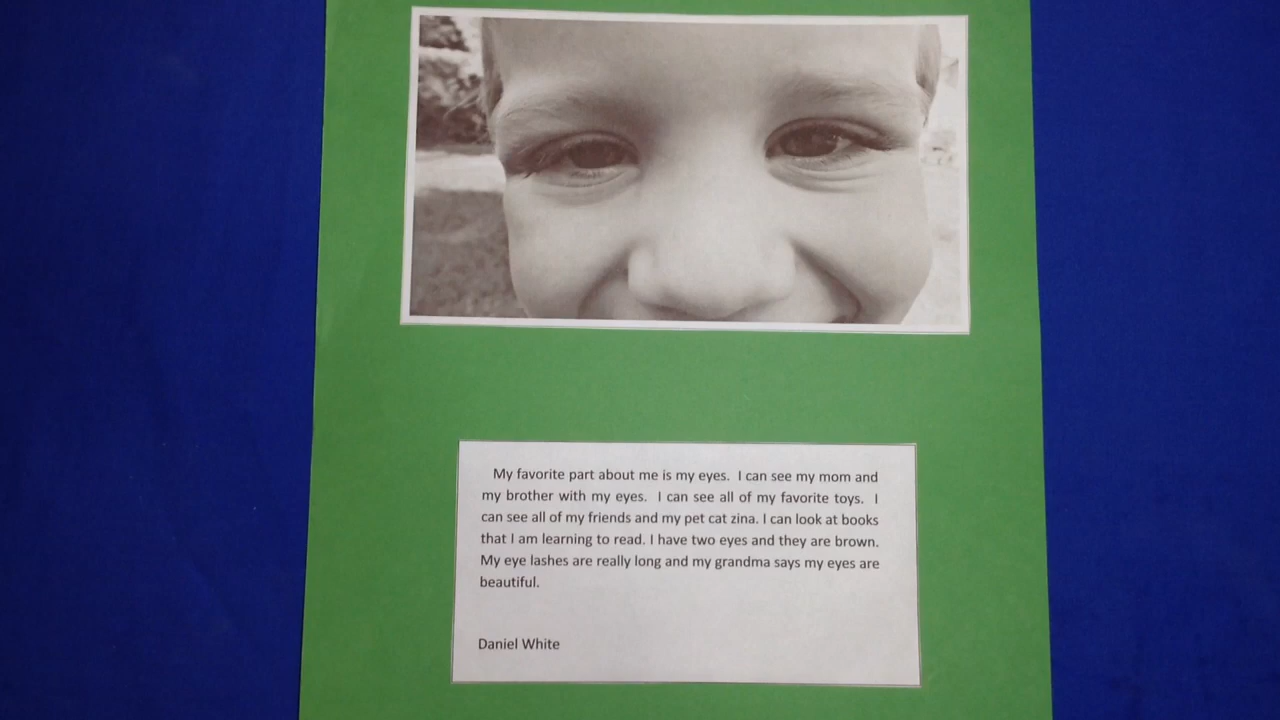 My favorite part about me is my eyes. I can see my mom and
my brother with my eyes. I can see all of my favorite toys. I
can see all of my friends and my pet cat zina. I can look at books
that I am learning to read. I have two eyes and they are brown.
My eye lashes are really long and my grandma says my eyes are
beautiful.
Daniel White